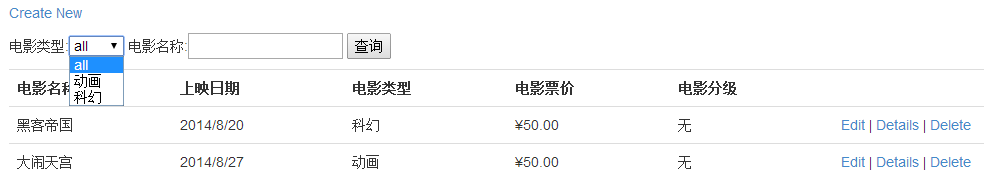 Create New
电影类型: all 电影名称: 查询
all
动画
科幻
电影名称 上映日期 电影类型 电影票价 电影分级
黑客帝国 2014/8/20 科幻 ¥50.00 无 Edit | Details | Delete
大闹天宫 2014/8/27 动画 ¥50.00 无 Edit | Details | Delete